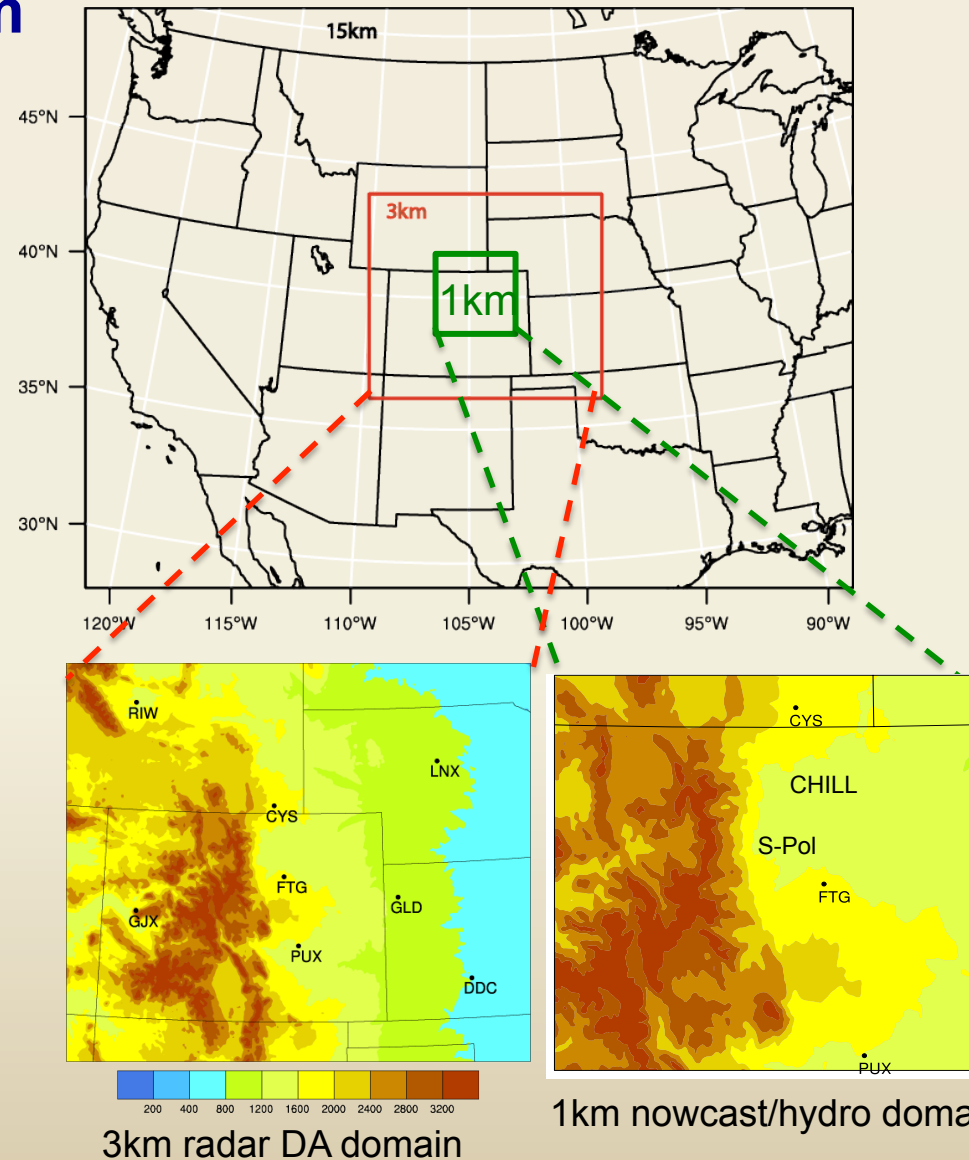 n
15km
45°N
3km
40°N
1km
35°N
30°N
120°W 115°W 110°W 105°W 100°W 95°W 90°W
RIW
LNX
CYS
FTG
GLD
GJX
PUX
DDC
200 400 800 1200 1600 2000 2400 2800 3200
3km radar DA domain
CYS
CHILL
S-Pol
FTG
PUX
1km nowcast/hydro doma